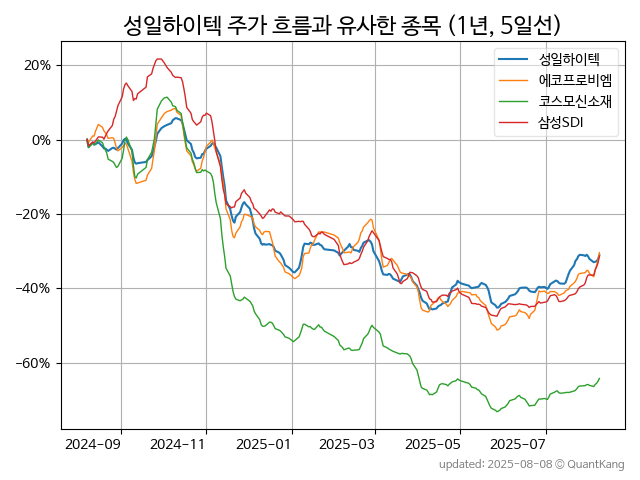 성일하이텍 주가 흐름과 유사한 종목 (1년, 5일선)
성일하이텍
에코프로비엠
코스모신소재
삼성SDI
20%
0%
−20%
−40%
−60%
2024-09 2024-11 2025-01 2025-03 2025-05 2025-07
updated: 2025-08-08 © QuantKang